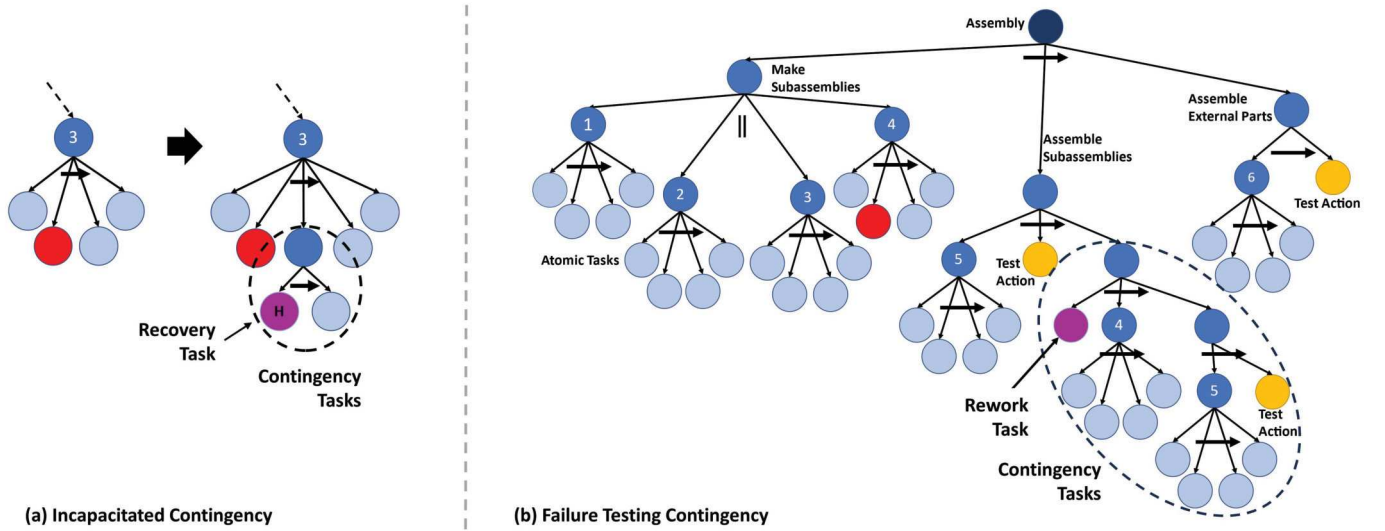 3
3
H
Recovery
Task
Contingency
Tasks
(a) Incapacitated Contingency
Assembly
Make
Subassemblies
1
4
||
2
3
Atomic Tasks
Assemble
Subassemblies
Assemble
External Parts
6
Test Action
5
Test
Action
4
5
Test
Action
Rework
Task
Contingency
Tasks
(b) Failure Testing Contingency